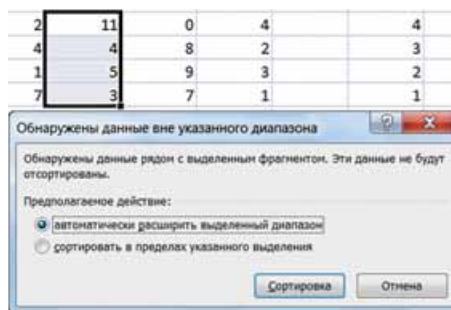 2 11 0 4 4
4 4 8 2 3
1 5 9 3 2
7 3 7 1 1
Обнаружены данные вне указанного диапазона
Обнаружены данные рядом с выделенным фрагментом. Эти данные не будут
отсортированы.
Предполагаемое действие:
автоматически расширить выделенный диапазон
сортировать в пределах указанного выделения
Сортировка Отмена